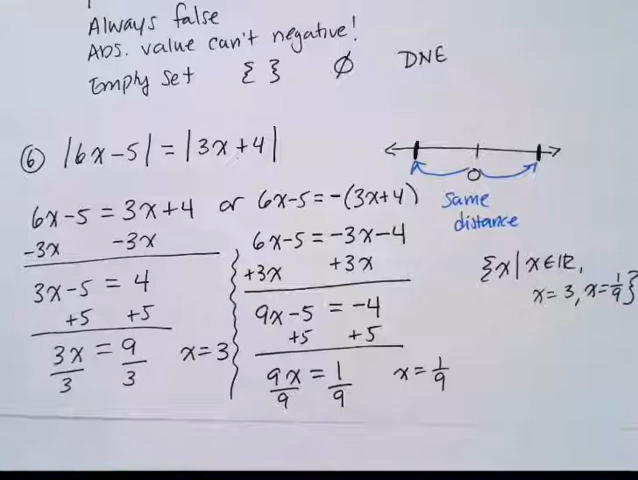 Always false
Abs. value can't negative!
Empty set { } ∅ DNE
⑥ |6x-5| = |3x+4|
0
Same
distance
6x-5 = 3x+4 or 6x-5 = -(3x+4)
-3x -3x
3x-5 = 4
+5 +5
3x = 9
3 3
x=3
6x-5 = -3x-4
+3x +3x
9x-5 = -4
+5 +5
9x = 1
9 9
x = 1/9
{x | x∈ℝ,
x=3, x=1/9}